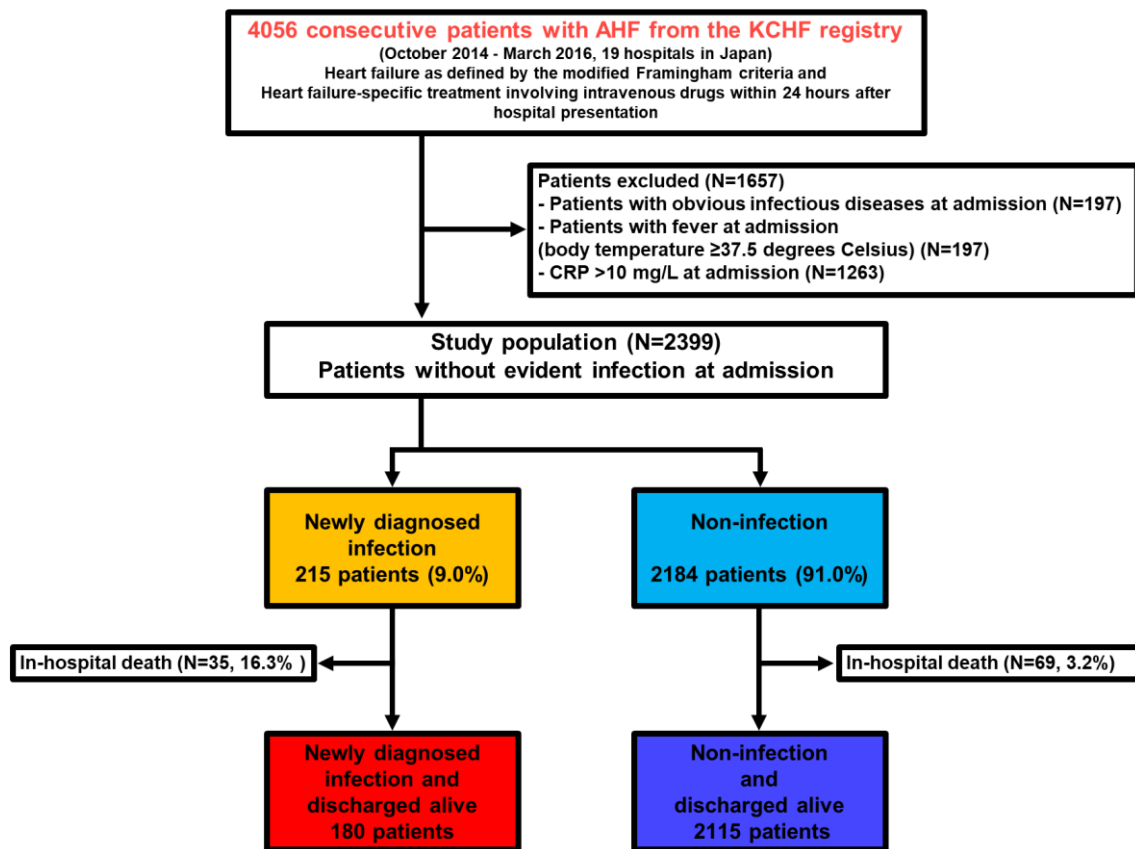 4056 consecutive patients with AHF from the KCHF registry
(October 2014 - March 2016, 19 hospitals in Japan)
Heart failure as defined by the modified Framingham criteria and
Heart failure-specific treatment involving intravenous drugs within 24 hours after
hospital presentation
Patients excluded (N=1657)
- Patients with obvious infectious diseases at admission (N=197)
- Patients with fever at admission
(body temperature ≥37.5 degrees Celsius) (N=197)
- CRP >10 mg/L at admission (N=1263)
Study population (N=2399)
Patients without evident infection at admission
Newly diagnosed
infection
215 patients (9.0%)
Non-infection
2184 patients (91.0%)
In-hospital death (N=35, 16.3% )
In-hospital death (N=69, 3.2%)
Newly diagnosed
infection and
discharged alive
180 patients
Non-infection
and
discharged alive
2115 patients